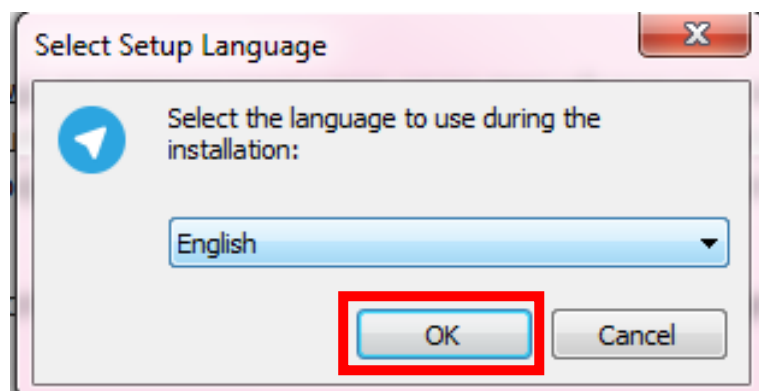 Select Setup Language
Select the language to use during the
installation:
English
OK
Cancel